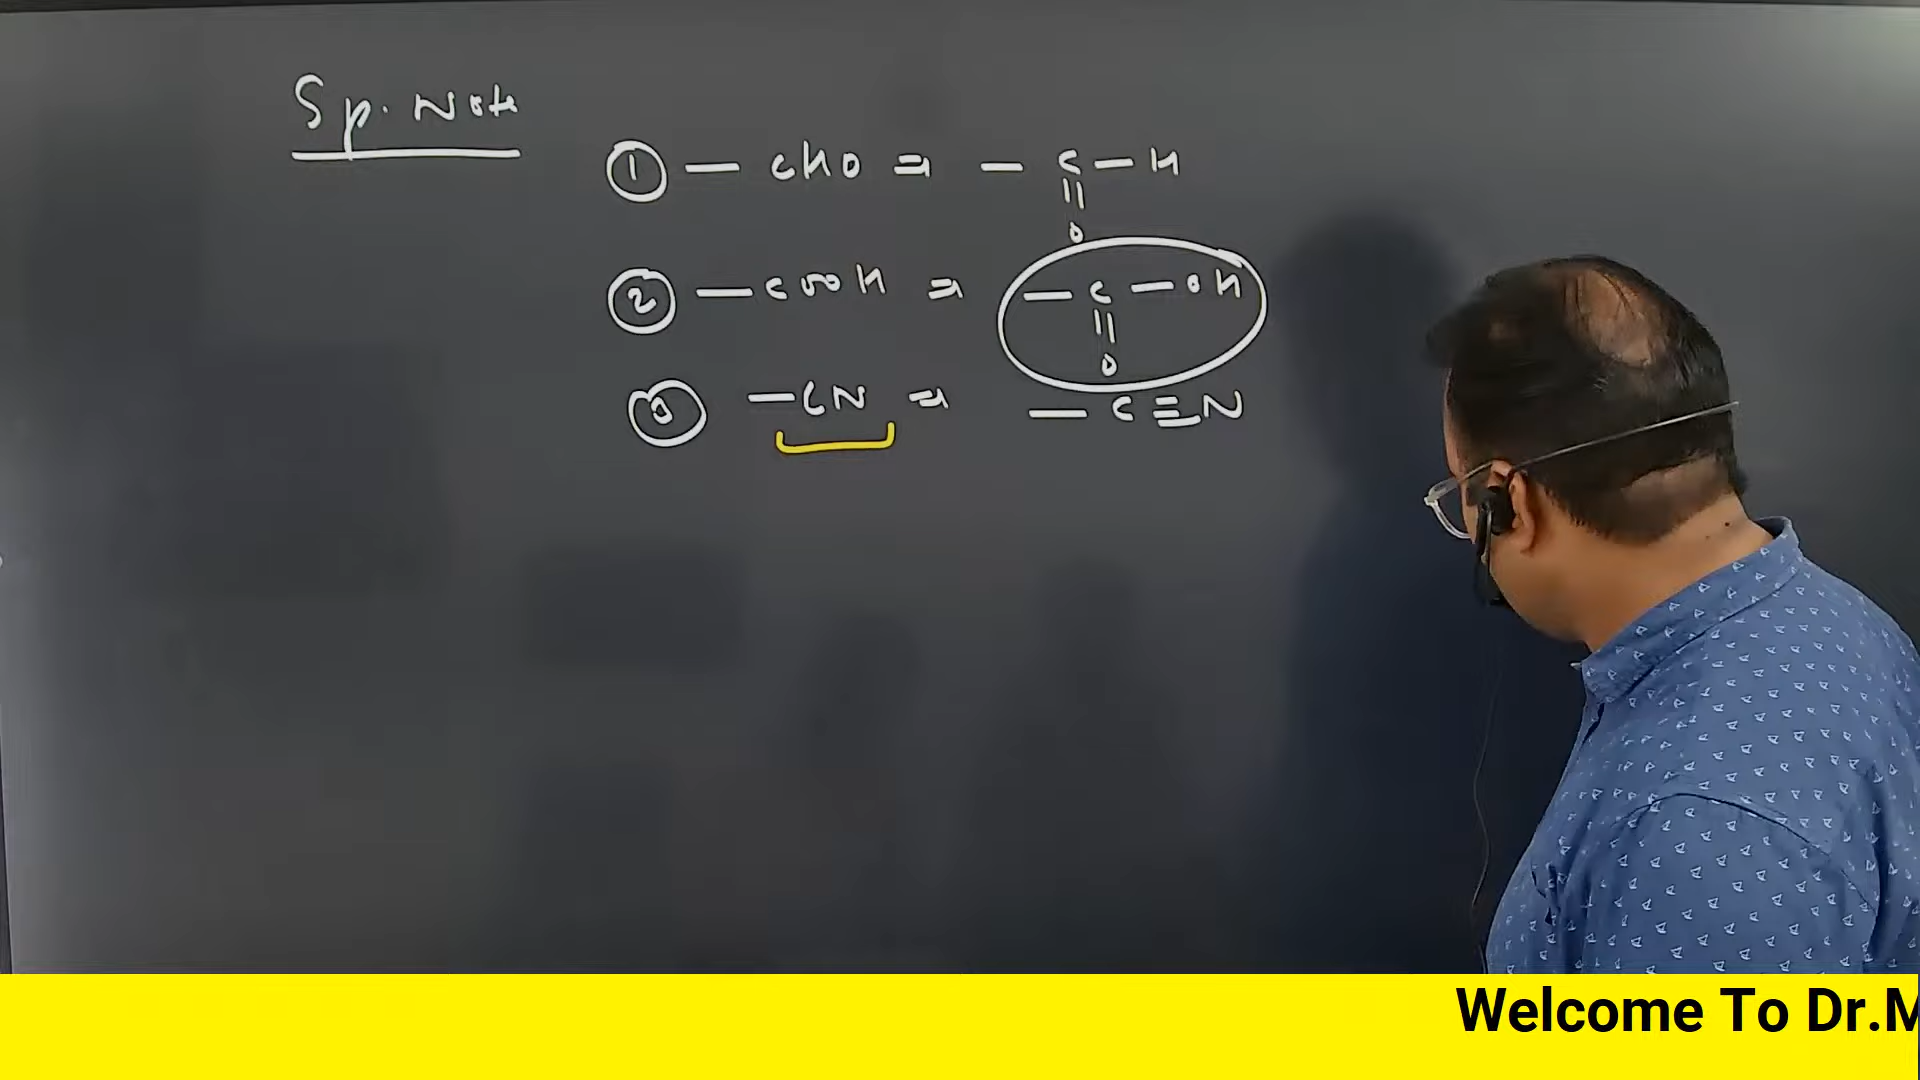 Sp. Note
① — CHO = — C — H
||
O
② — COOH = — C — OH
||
O
③ — CN = — C ≡ N
Welcome To Dr.M